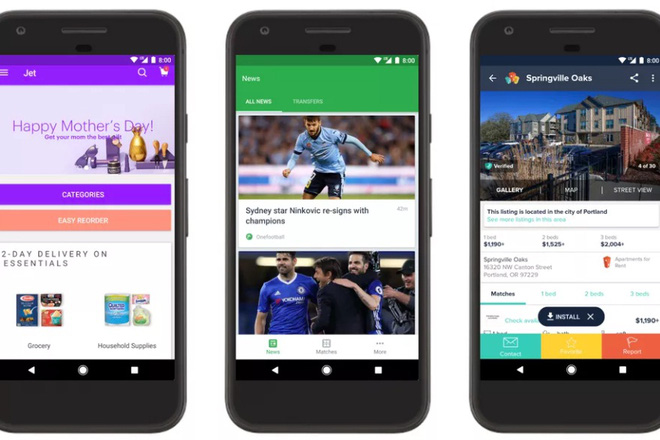 8:00
Jet
Happy Mother's Day!
Get your mom the best gift
CATEGORIES
EASY REORDER
2-DAY DELIVERY ON
ESSENTIALS
Grocery
Household Supplies
8:00
News
ALL NEWS
TRANSFERS
Sydney star Ninkovic re-signs with
champions
42m
Onefootball
YOKOHAMA
News
Matches
More
8:00
Springville Oaks
Verified
4 of 30
GALLERY
MAP
STREET VIEW
This listing is located in the city of Portland
See more listings in this area
1 bed
2 beds
3 beds
$1,190+
$1,525+
$2,004+
Springville Oaks
16320 NW Canton Street
Portland, OR 97229
Apartments for
Rent
Matches
1 bed
2 beds
3 beds
Check avail
INSTALL
$1,190+
Contact
Favorite
Report